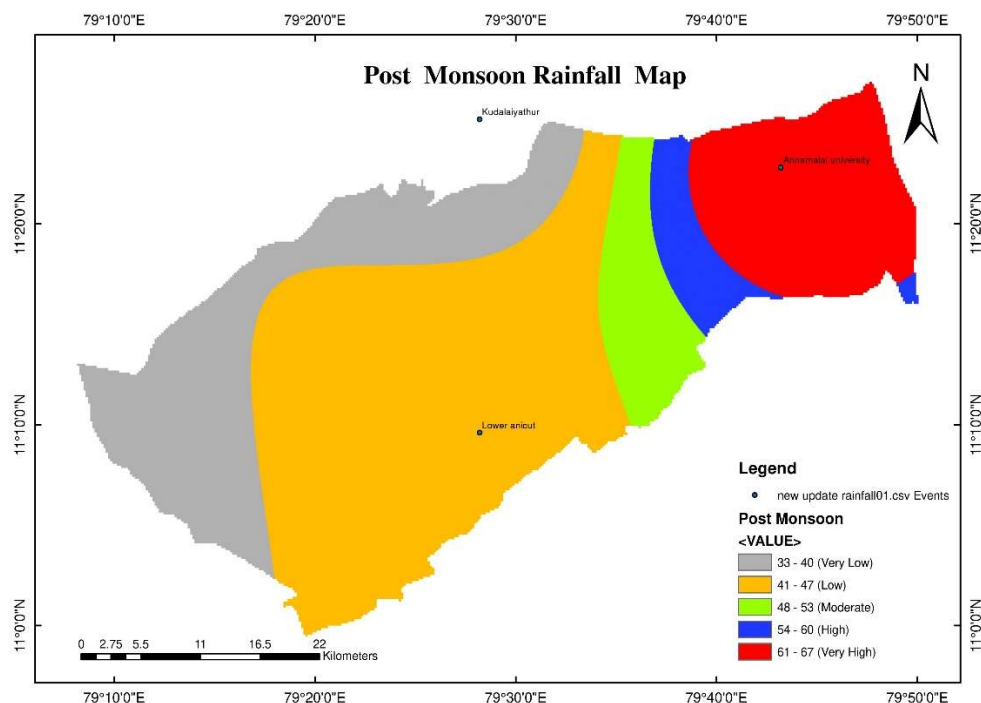 79°10'0"E 79°20'0"E 79°30'0"E 79°40'0"E 79°50'0"E
Post Monsoon Rainfall Map
N
Kudalaiyathur
Annamalai university
11°20'0"N 11°20'0"N
11°10'0"N 11°10'0"N
Lower anicut
Legend
new update rainfall01.csv Events
Post Monsoon
<VALUE>
33 - 40 (Very Low)
41 - 47 (Low)
48 - 53 (Moderate)
54 - 60 (High)
61 - 67 (Very High)
11°0'0"N 11°0'0"N
0 2.75 5.5 11 16.5 22
Kilometers
79°10'0"E 79°20'0"E 79°30'0"E 79°40'0"E 79°50'0"E